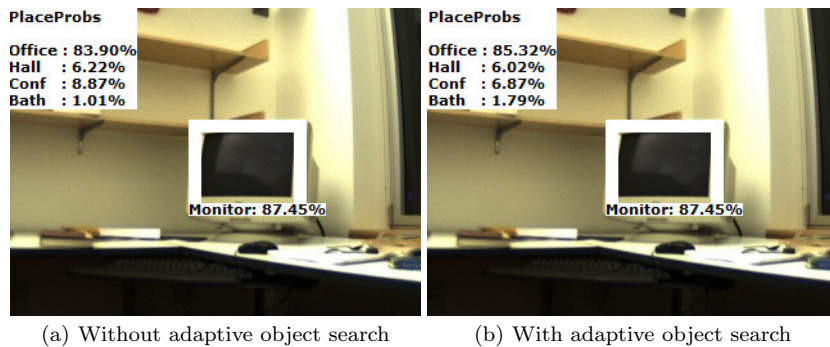 PlaceProbs
Office : 83.90%
Hall : 6.22%
Conf : 8.87%
Bath : 1.01%
Monitor: 87.45%
(a) Without adaptive object search
PlaceProbs
Office : 85.32%
Hall : 6.02%
Conf : 6.87%
Bath : 1.79%
Monitor: 87.45%
(b) With adaptive object search